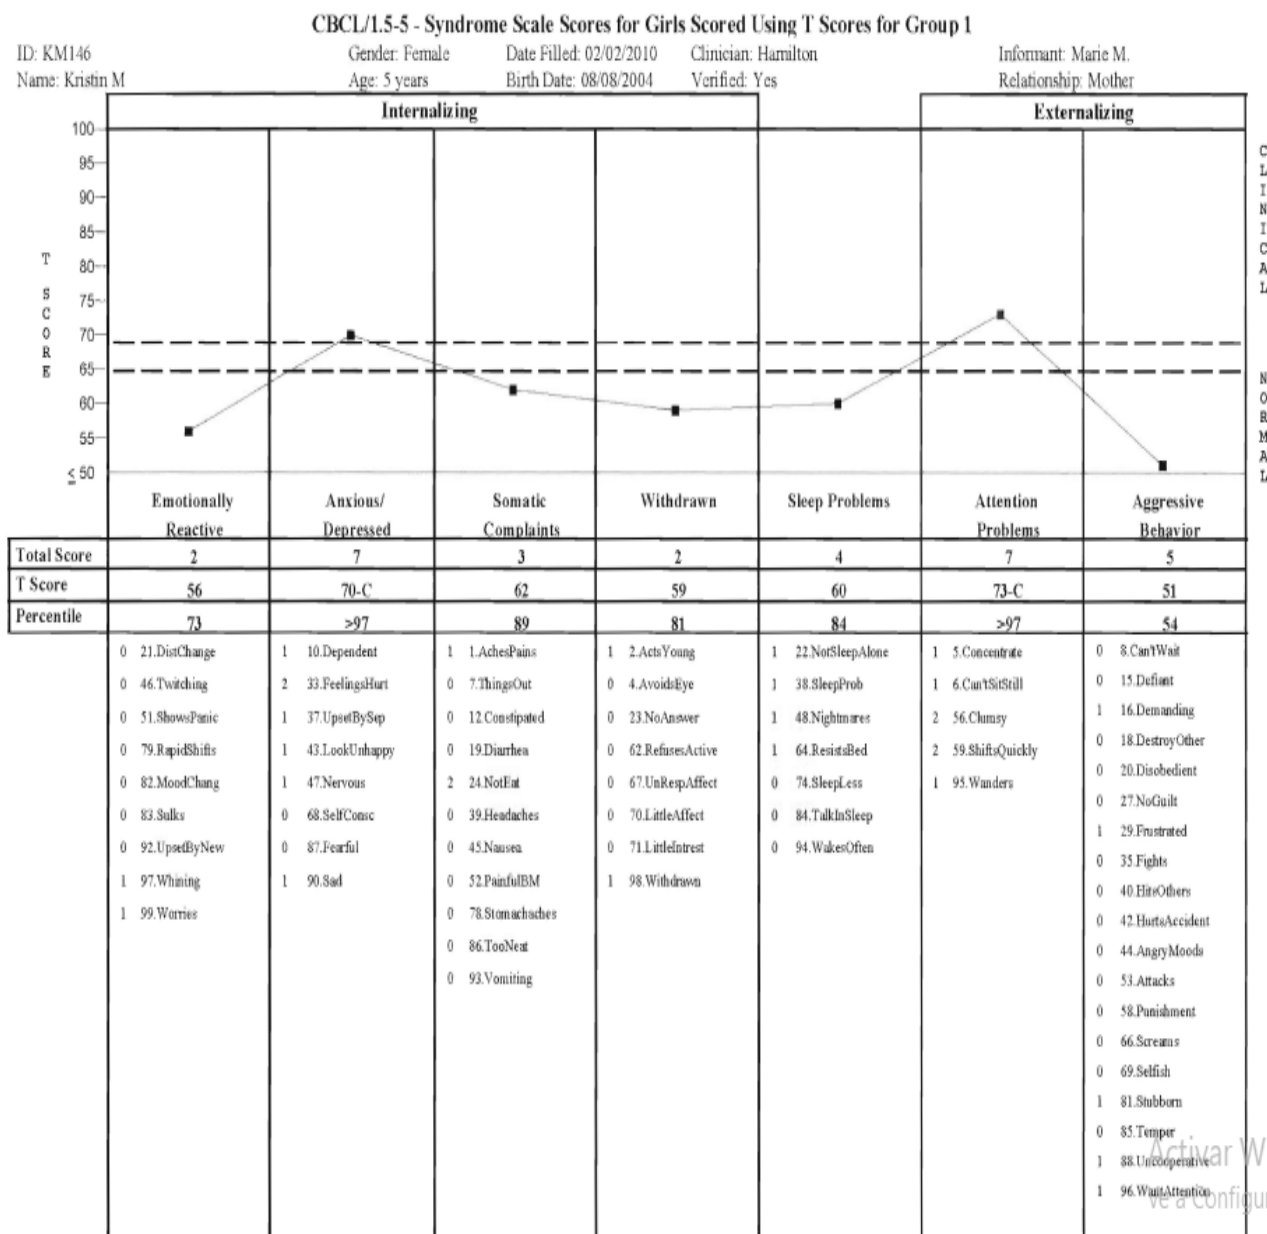 CBCL/1.5-5 - Syndrome Scale Scores for Girls Scored Using T Scores for Group 1
ID: KM146 Gender: Female Date Filled: 02/02/2010 Clinician: Hamilton Informant: Marie M.
Name: Kristin M Age: 5 years Birth Date: 08/08/2004 Verified: Yes Relationship: Mother
Internalizing Externalizing
100
95
90
85
80
75
70
65
60
55
≤ 50
T SCORE
CLINICAL
NORMAL
Emotionally Anxious/ Somatic Withdrawn Sleep Problems Attention Aggressive
Reactive Depressed Complaints Problems Behavior
Total Score 2 7 3 2 4 7 5
T Score 56 70-C 62 59 60 73-C 51
Percentile 73 >97 89 81 84 >97 54
0 21.DistChange
0 46.Twitching
0 51.ShowsPanic
0 79.RapidShifts
0 82.MoodChang
0 83.Sulks
0 92.UpsetByNew
1 97.Whining
1 99.Worries
1 10.Dependent
2 33.FeelingsHurt
1 37.UpsetBySep
1 43.LookUnhappy
1 47.Nervous
0 68.SelfConsc
0 87.Fearful
1 90.Sad
1 1.AchesPains
0 7.ThingsOut
0 12.Constipated
0 19.Diarrhea
2 24.NotEat
0 39.Headaches
0 45.Nausea
0 52.PainfulBM
0 78.Stomachaches
0 86.TooNeat
0 93.Vomiting
1 2.ActsYoung
0 4.AvoidsEye
0 23.NoAnswer
0 62.RefusesActive
0 67.UnRespAffect
0 70.LittleAffect
0 71.LittleIntrest
1 98.Withdrawn
1 22.NotSleepAlone
1 38.SleepProb
1 48.Nightmares
1 64.ResistsBed
0 74.SleepLess
0 84.TalkInSleep
0 94.WakesOften
1 5.Concentrate
1 6.Can'tSitStill
2 56.Clumsy
2 59.ShiftsQuickly
1 95.Wanders
0 8.Can'tWait
0 15.Defiant
1 16.Demanding
0 18.DestroyOther
0 20.Disobedient
0 27.NoGuilt
1 29.Frustrated
0 35.Fights
0 40.HitsOthers
0 42.HurtsAccident
0 44.AngryMoods
0 53.Attacks
0 58.Punishment
0 66.Screams
0 69.Selfish
1 81.Stubborn
0 85.Temper
1 88.Uncooperative
1 96.WantAttention
Activar W
Ve a Configur